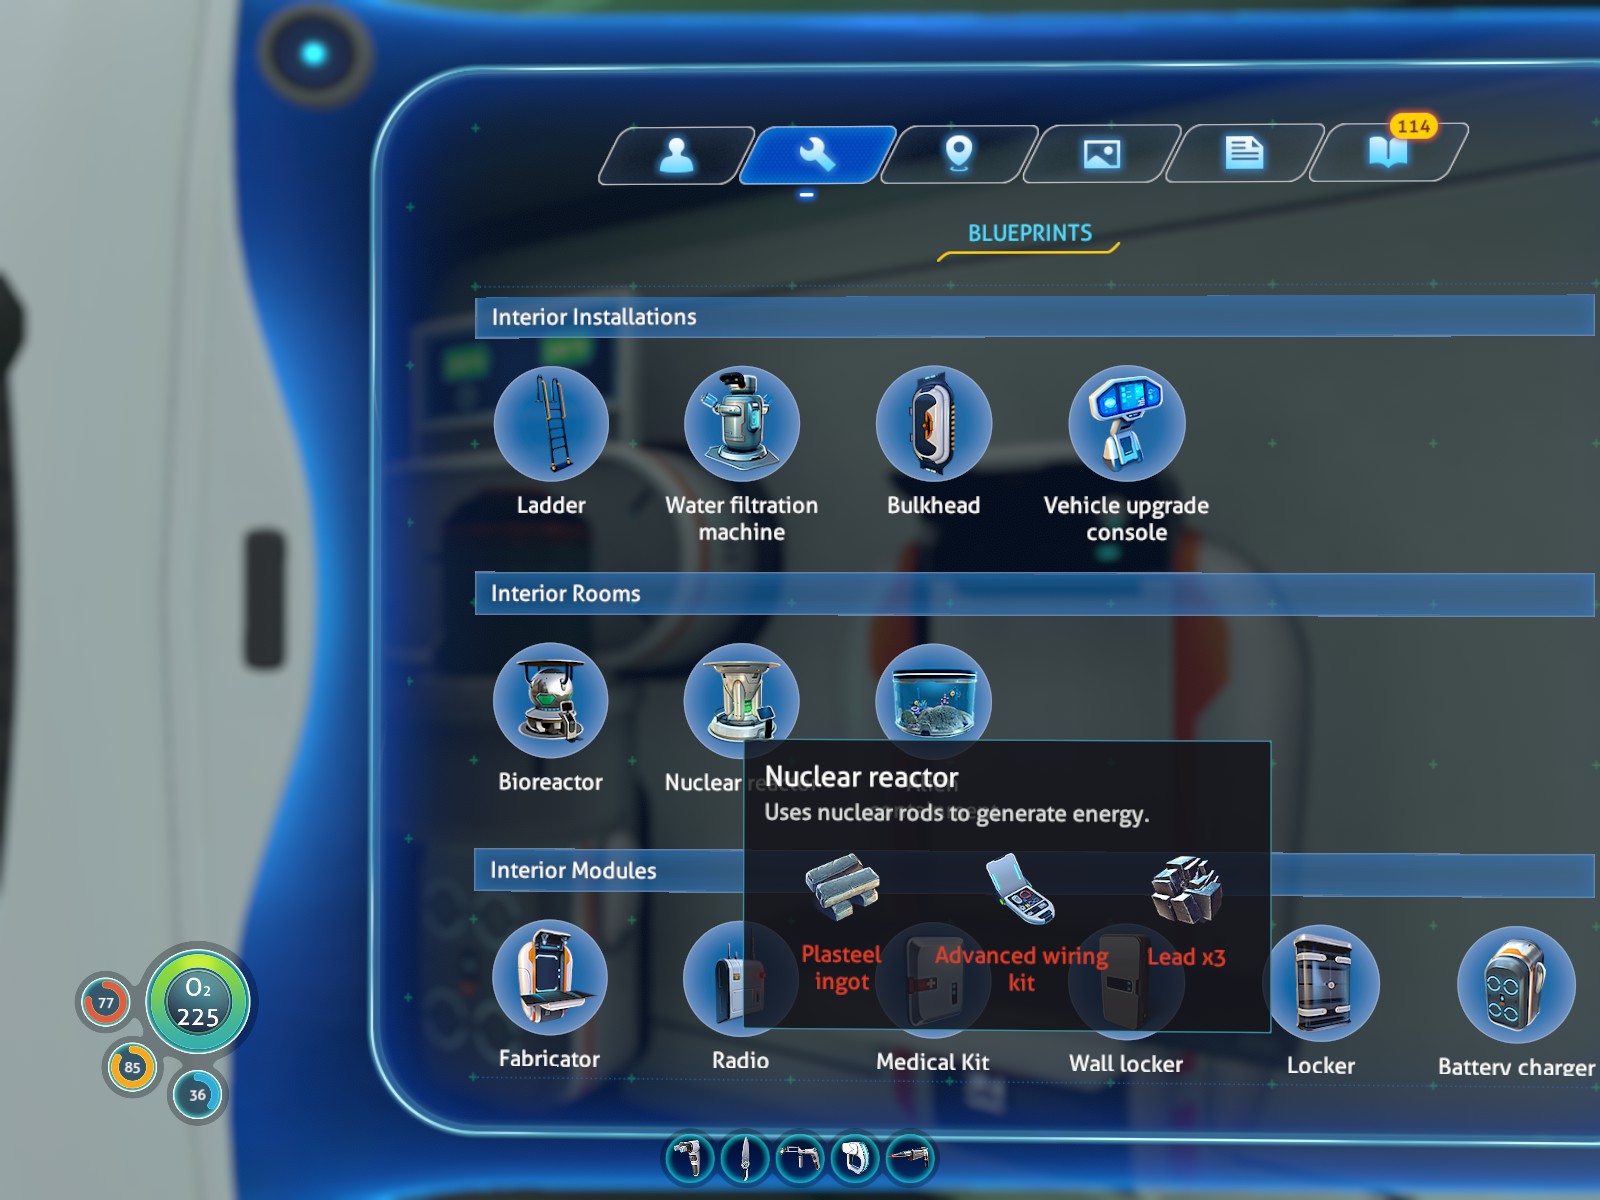 114
BLUEPRINTS
Interior Installations
Ladder
Water filtration
machine
Bulkhead
Vehicle upgrade
console
Interior Rooms
Bioreactor
Nuclear reactor
Nuclear reactor
Uses nuclear rods to generate energy.
Plasteel
ingot
Advanced wiring
kit
Lead x3
Interior Modules
Fabricator
Radio
Medical Kit
Wall locker
Locker
Battery charger
77
O₂
225
85
36